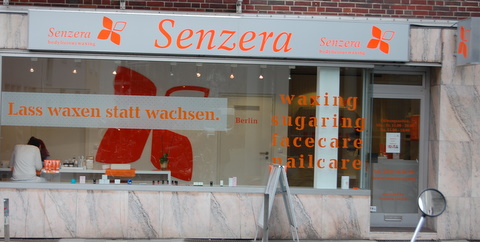 Senzera
Senzera
Senzera
Lass waxen statt wachsen.
Berlin
waxing
sugaring
facecare
nailcare